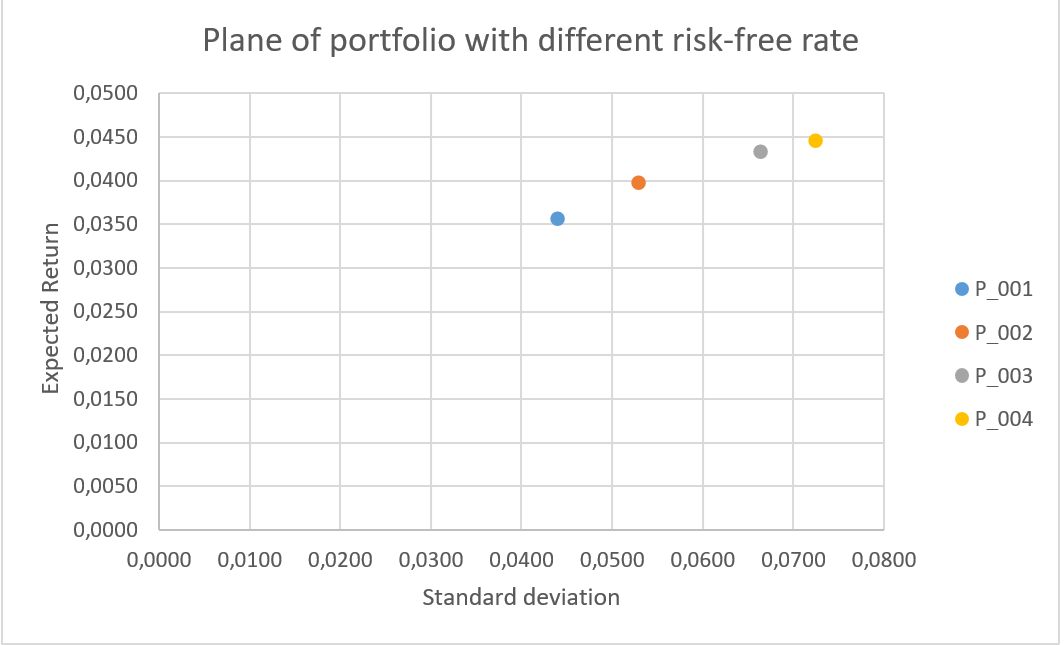 Plane of portfolio with different risk-free rate
0,0500
0,0450
0,0400
0,0350
0,0300
0,0250
0,0200
0,0150
0,0100
0,0050
0,0000
Expected Return
0,0000 0,0100 0,0200 0,0300 0,0400 0,0500 0,0600 0,0700 0,0800
Standard deviation
P_001
P_002
P_003
P_004